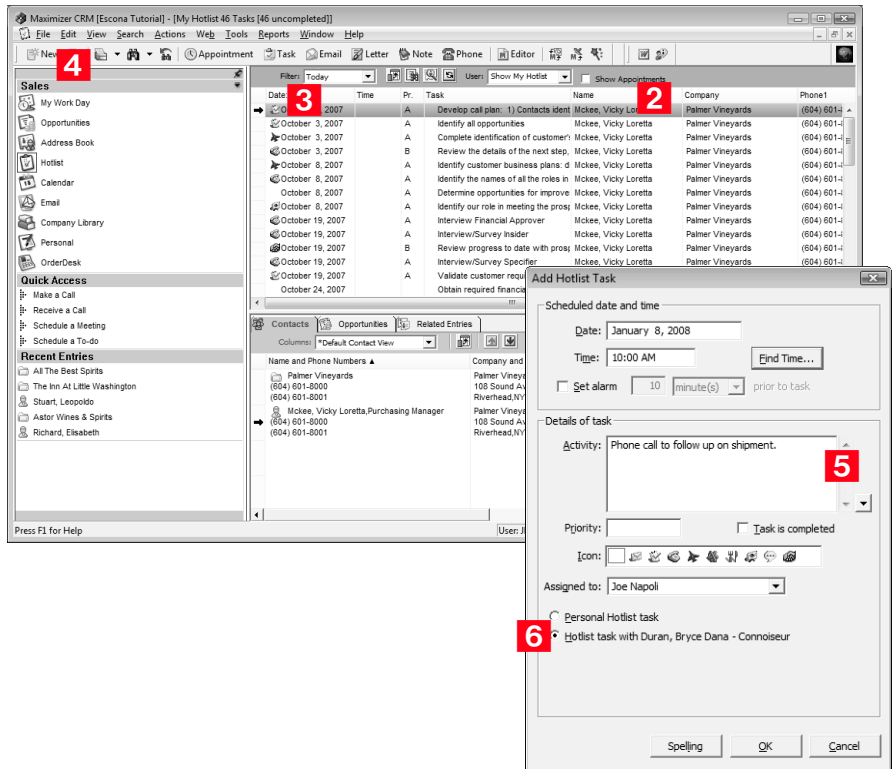 Maximizer CRM [Escona Tutorial] - [My Hotlist 46 Tasks [46 uncompleted]]
File Edit View Search Actions Web Tools Reports Window Help
New Appointment Task Email Letter Note Phone Editor
4
Sales
My Work Day
Opportunities
Address Book
Hotlist
Calendar
Email
Company Library
Personal
OrderDesk
Quick Access
Make a Call
Receive a Call
Schedule a Meeting
Schedule a To-do
Recent Entries
All The Best Spirits
The Inn At Little Washington
Stuart, Leopoldo
Astor Wines & Spirits
Richard, Elisabeth
Press F1 for Help
Filter: Today User: Show My Hotlist Show Appointments
3
2
Date Time Pr. Task Name Company Phone1
2007 A Develop call plan: 1) Contacts ident Mckee, Vicky Palmer Vineyards (604) 601-
October 3, 2007 A Identify all opportunities Mckee, Vicky Loretta Palmer Vineyards (604) 601-
October 3, 2007 A Complete identification of customer's Mckee, Vicky Loretta Palmer Vineyards (604) 601-
October 3, 2007 B Review the details of the next step, Mckee, Vicky Loretta Palmer Vineyards (604) 601-
October 8, 2007 A Identify customer business plans: d Mckee, Vicky Loretta Palmer Vineyards (604) 601-
October 8, 2007 A Identify the names of all the roles in Mckee, Vicky Loretta Palmer Vineyards (604) 601-
October 8, 2007 A Determine opportunities for improve Mckee, Vicky Loretta Palmer Vineyards (604) 601-
October 8, 2007 A Identify our role in meeting the prosp Mckee, Vicky Loretta Palmer Vineyards (604) 601-
October 19, 2007 A Interview Financial Approver Mckee, Vicky Loretta Palmer Vineyards (604) 601-
October 19, 2007 A Interview/Survey Insider Mckee, Vicky Loretta Palmer Vineyards (604) 601-
October 19, 2007 B Review progress to date with prosp Mckee, Vicky Loretta Palmer Vineyards (604) 601-
October 19, 2007 A Interview/Survey Specifier Mckee, Vicky Loretta Palmer Vineyards (604) 601-
October 19, 2007 A Validate customer requi
October 24, 2007 Obtain required financia
Contacts Opportunities Related Entries
Columns: *Default Contact View
Name and Phone Numbers Company and
Palmer Vineyards Palmer Vineya
(604) 601-8000 108 Sound Av
(604) 601-8001 Riverhead,NY
Mckee, Vicky Loretta,Purchasing Manager Palmer Vineya
(604) 601-8000 108 Sound Av
(604) 601-8001 Riverhead,NY
User:
Add Hotlist Task
Scheduled date and time
Date: January 8, 2008
Time: 10:00 AM Find Time...
Set alarm 10 minute(s) prior to task
Details of task
Activity: Phone call to follow up on shipment.
5
Priority: Task is completed
Icon:
Assigned to: Joe Napoli
Personal Hotlist task
6 Hotlist task with Duran, Bryce Dana - Connoiseur
Spelling OK Cancel